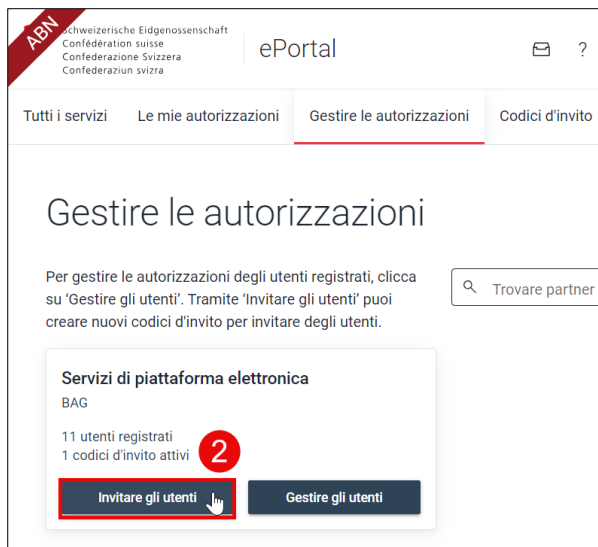 ABN
Schweizerische Eidgenossenschaft
Confédération suisse
Confederazione Svizzera
Confederaziun svizra
ePortal
?
Tutti i servizi Le mie autorizzazioni Gestire le autorizzazioni Codici d'invito
Gestire le autorizzazioni
Per gestire le autorizzazioni degli utenti registrati, clicca
su ‘Gestire gli utenti’. Tramite ‘Invitare gli utenti’ puoi
creare nuovi codici d'invito per invitare degli utenti.
Trovare partner
Servizi di piattaforma elettronica
BAG
11 utenti registrati
1 codici d'invito attivi
2
Invitare gli utenti Gestire gli utenti